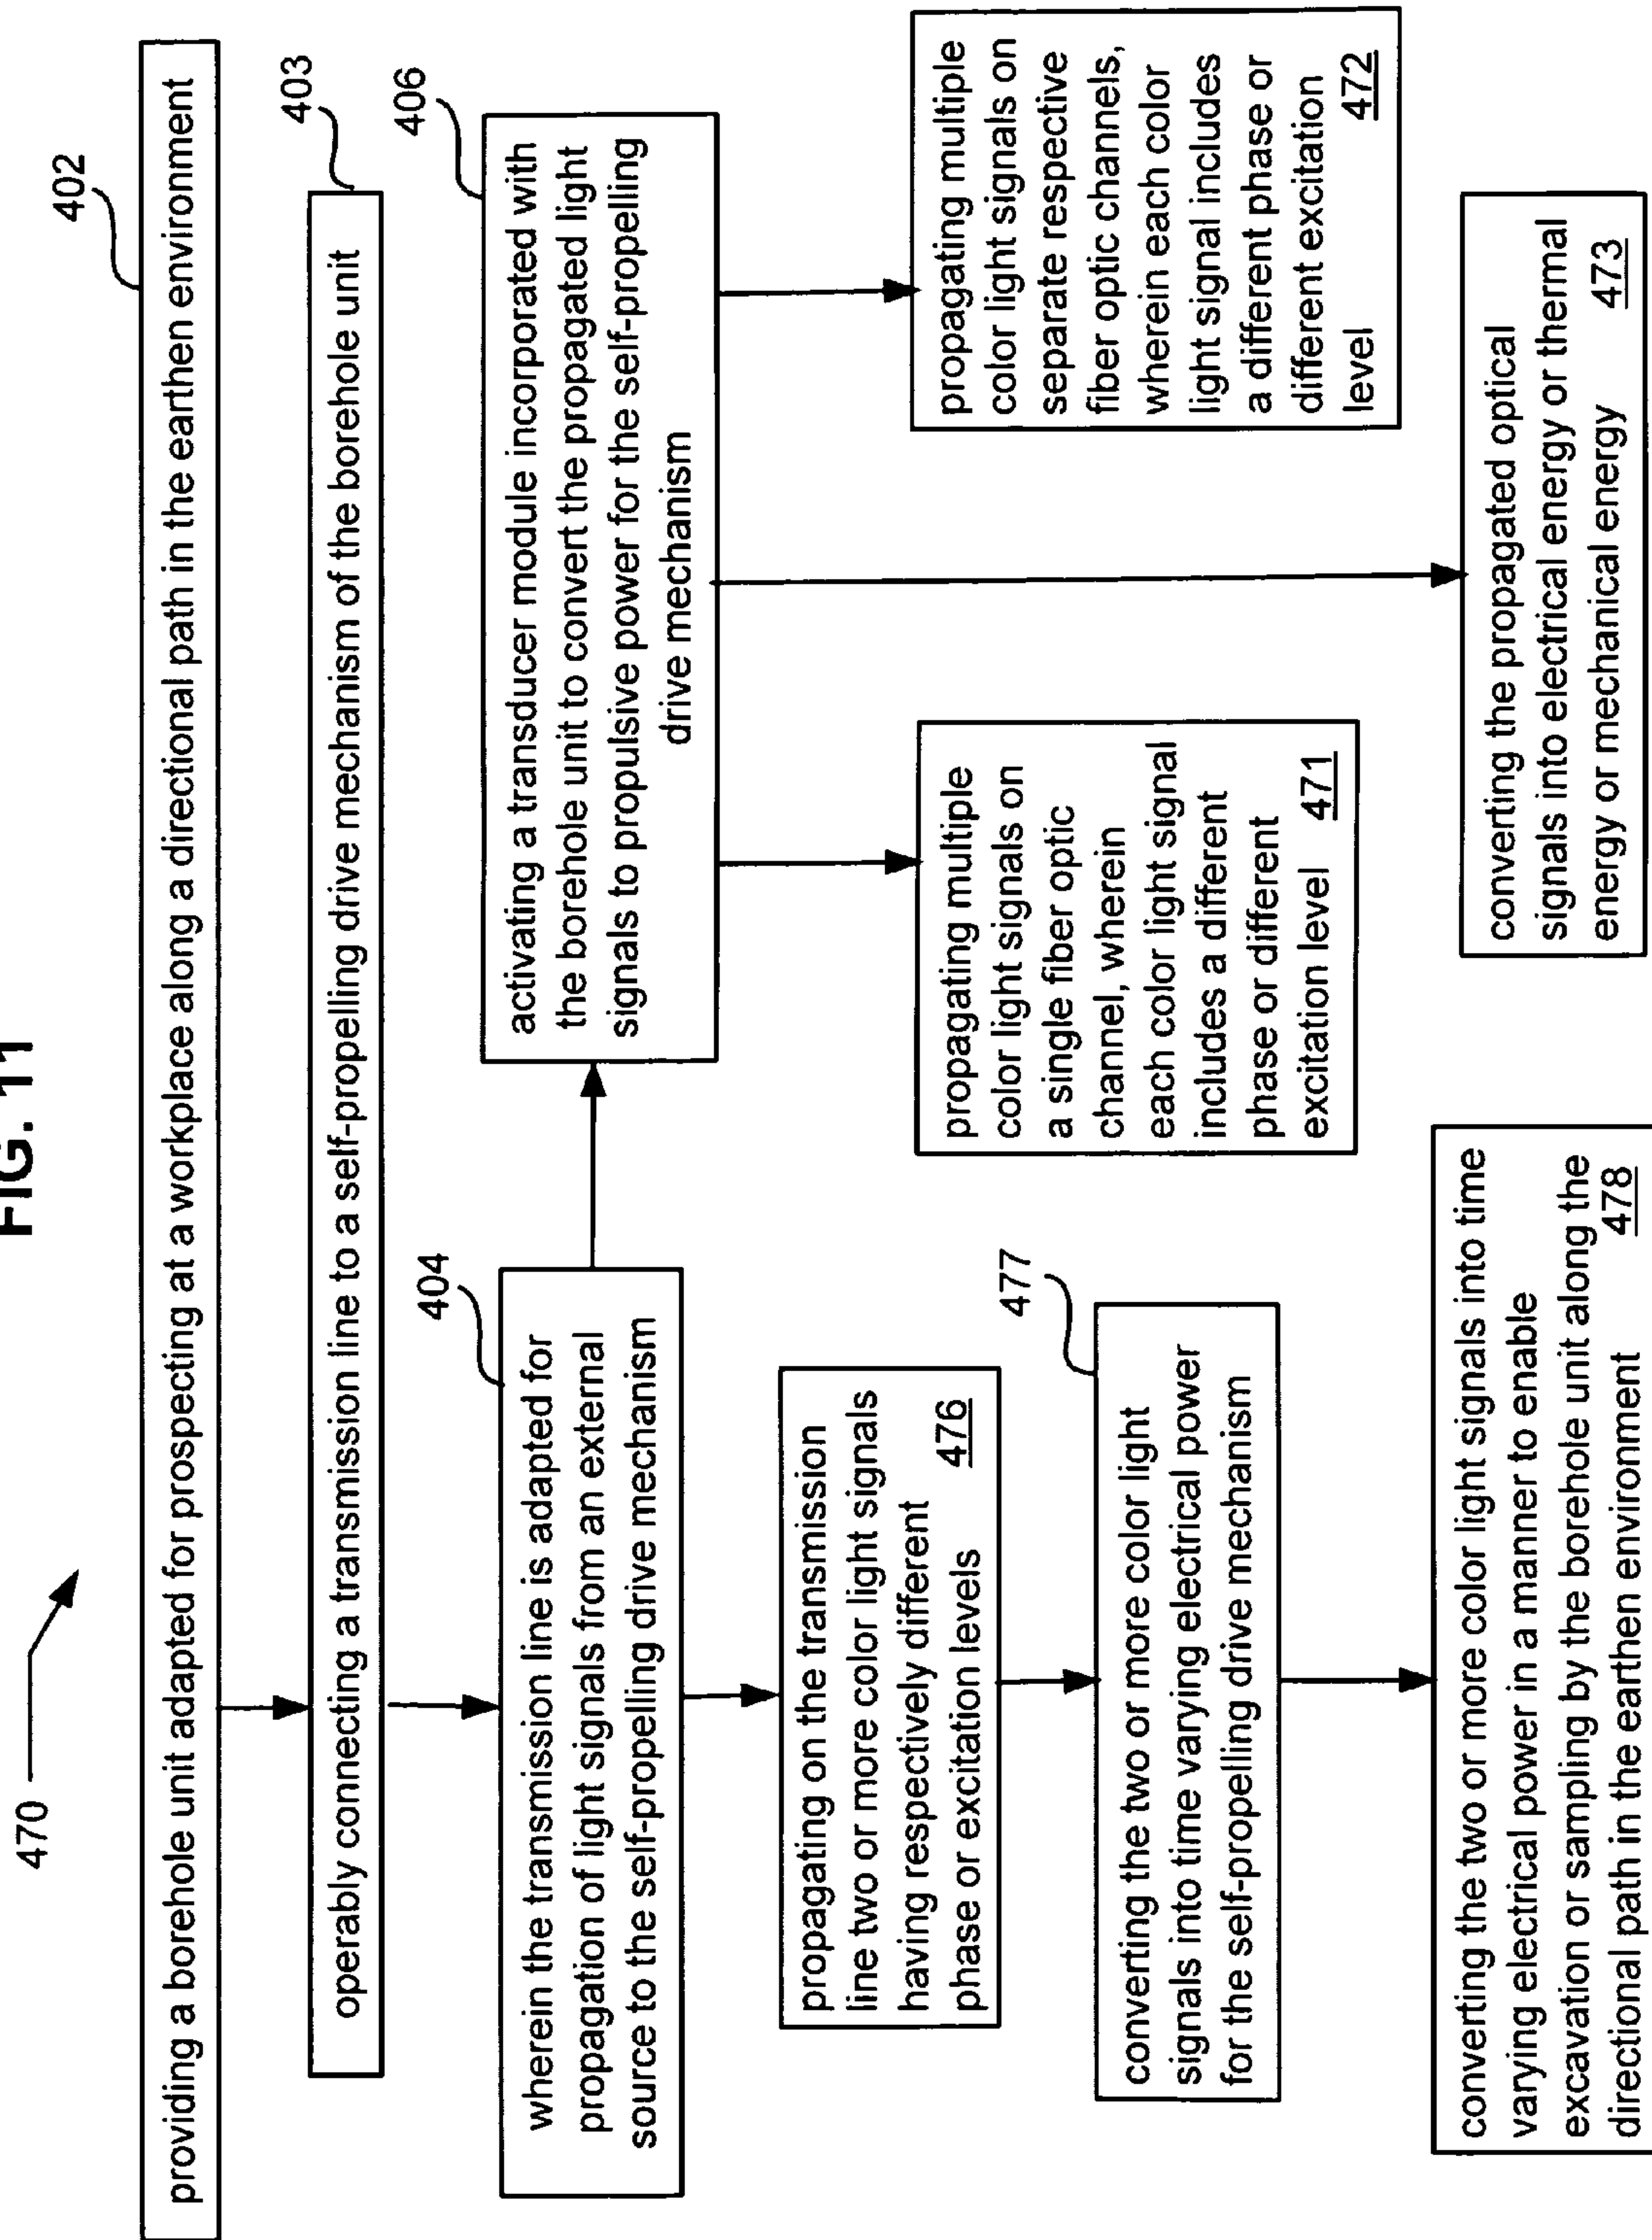 FIG. 11
470
402
providing a borehole unit adapted for prospecting at a workplace along a directional path in the earthen environment
403
operably connecting a transmission line to a self-propelling drive mechanism of the borehole unit
404
wherein the transmission line is adapted for
propagation of light signals from an external
source to the self-propelling drive mechanism
406
activating a transducer module incorporated with
the borehole unit to convert the propagated light
signals to propulsive power for the self-propelling
drive mechanism
propagating on the transmission
line two or more color light signals
having respectively different
phase or excitation levels 476
477
converting the two or more color light
signals into time varying electrical power
for the self-propelling drive mechanism
converting the two or more color light signals into time
varying electrical power in a manner to enable
excavation or sampling by the borehole unit along the
directional path in the earthen environment 478
propagating multiple
color light signals on
a single fiber optic
channel, wherein
each color light signal
includes a different
phase or different
excitation level 471
propagating multiple
color light signals on
separate respective
fiber optic channels,
wherein each color
light signal includes
a different phase or
different excitation
level 472
converting the propagated optical
signals into electrical energy or thermal
energy or mechanical energy 473